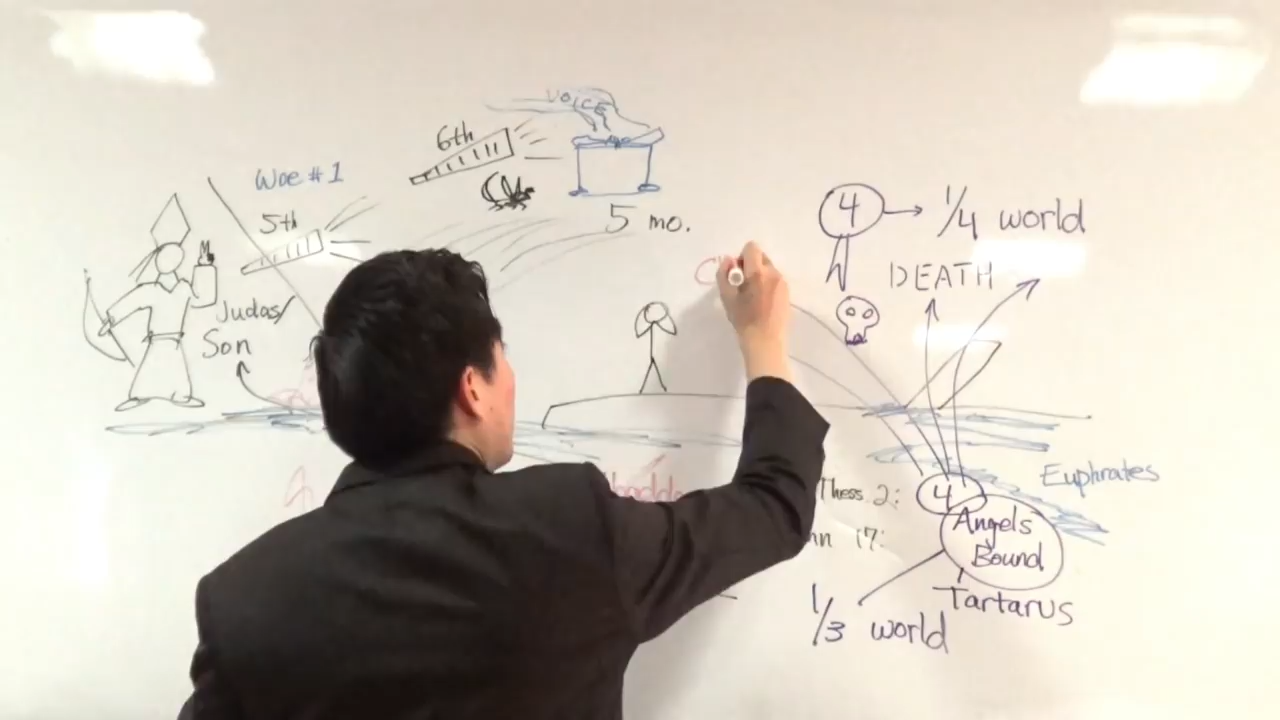 VOICE
6th
Woe #1
5th
5 mo.
4 → 1/4 world
DEATH
Judas/
Son
Euphrates
Thess 2:
17:
4
Angels
Bound
Tartarus
1/3 world